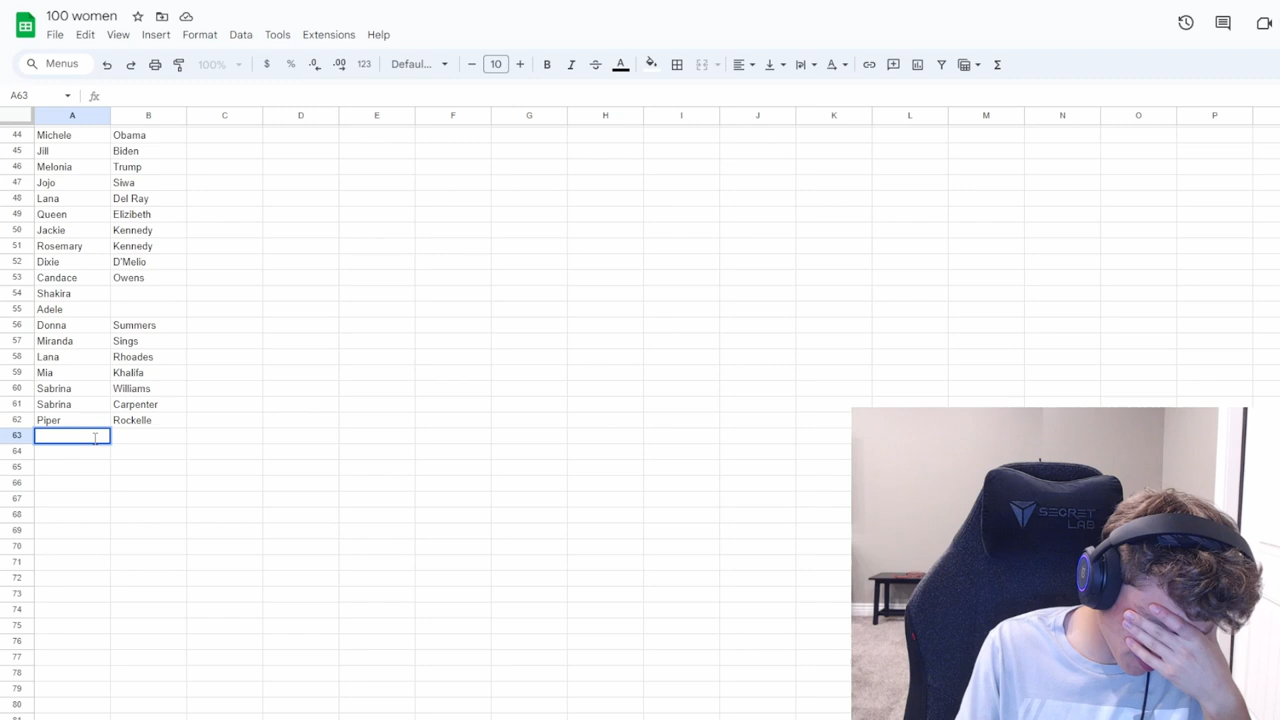 100 women
File Edit View Insert Format Data Tools Extensions Help
Menus 100% $ % .0 .00 123 Defaul... 10 B I S A Σ
A63 fx
A B C D E F G H I J K L M N O P
44 Michele Obama
45 Jill Biden
46 Melonia Trump
47 Jojo Siwa
48 Lana Del Ray
49 Queen Elizibeth
50 Jackie Kennedy
51 Rosemary Kennedy
52 Dixie D'Melio
53 Candace Owens
54 Shakira
55 Adele
56 Donna Summers
57 Miranda Sings
58 Lana Rhoades
59 Mia Khalifa
60 Sabrina Williams
61 Sabrina Carpenter
62 Piper Rockelle
63
64
65
66
67
68
69
70
71
72
73
74
75
76
77
78
79
80
SECRET
LAB